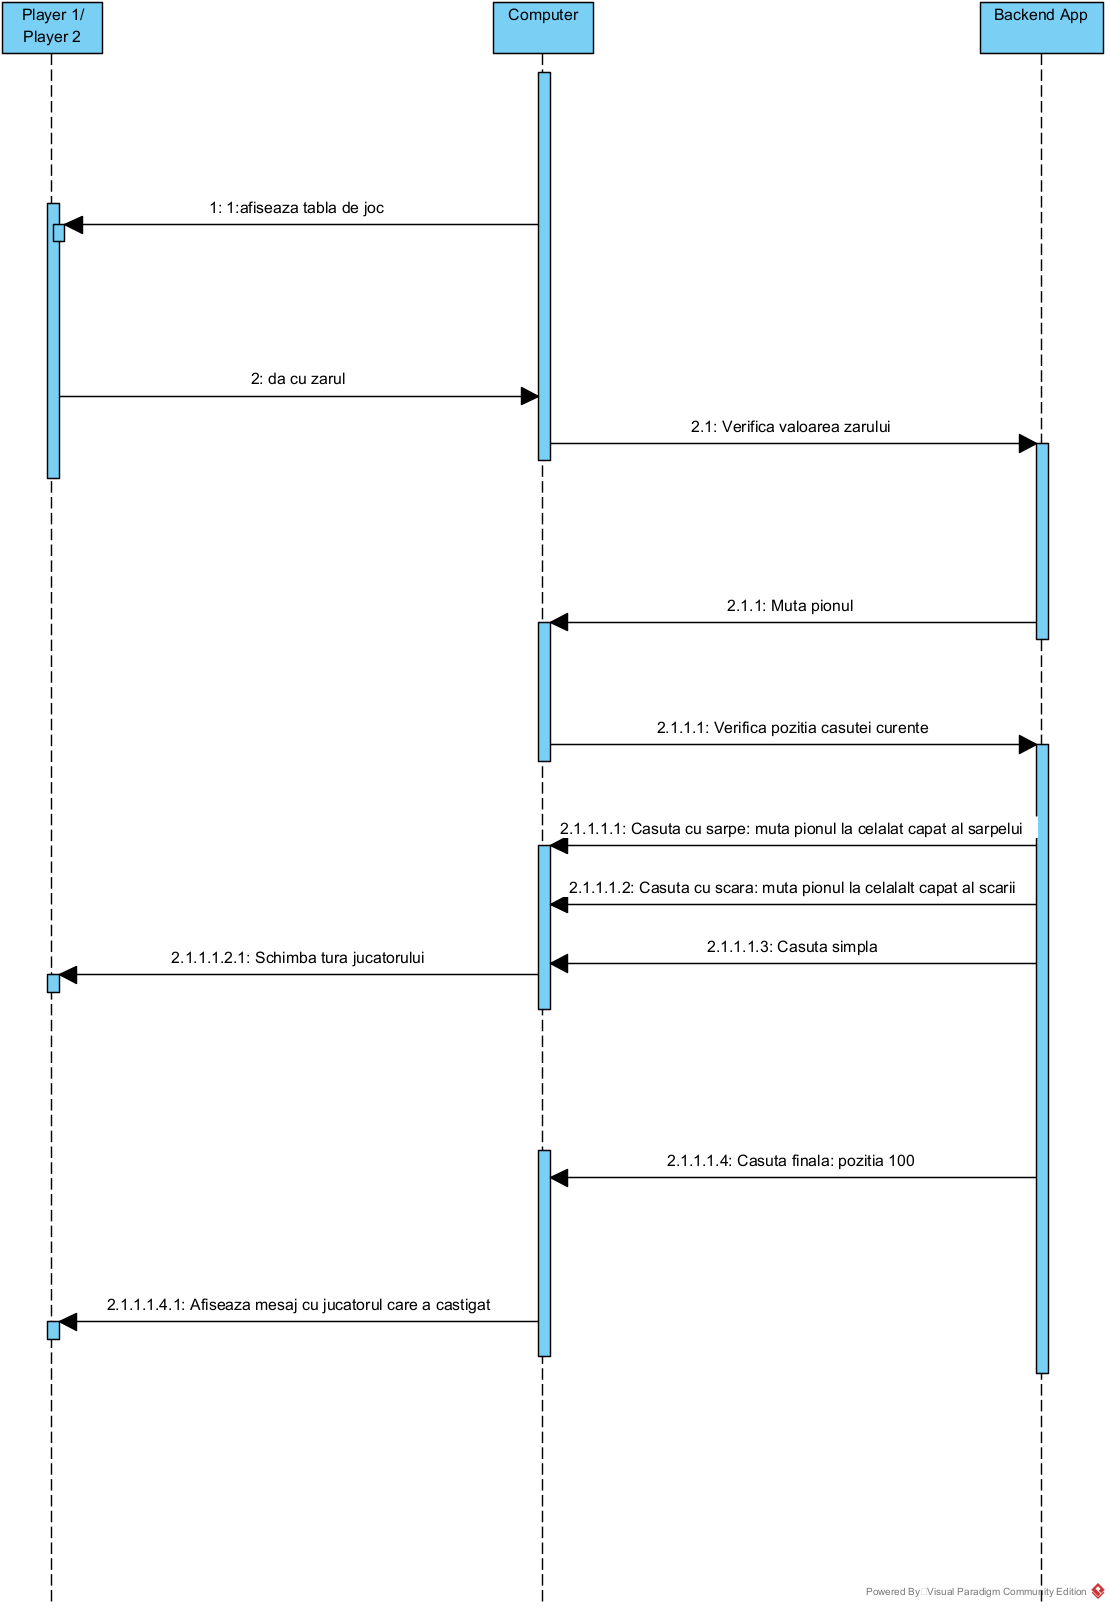 Player 1/
Player 2
Computer
Backend App
1: 1:afiseaza tabla de joc
2: da cu zarul
2.1: Verifica valoarea zarului
2.1.1: Muta pionul
2.1.1.1: Verifica pozitia casutei curente
2.1.1.1.1: Casuta cu sarpe: muta pionul la celalat capat al sarpelui
2.1.1.1.2: Casuta cu scara: muta pionul la celalalt capat al scarii
2.1.1.1.3: Casuta simpla
2.1.1.1.2.1: Schimba tura jucatorului
2.1.1.1.4: Casuta finala: pozitia 100
2.1.1.1.4.1: Afiseaza mesaj cu jucatorul care a castigat
Powered By Visual Paradigm Community Edition